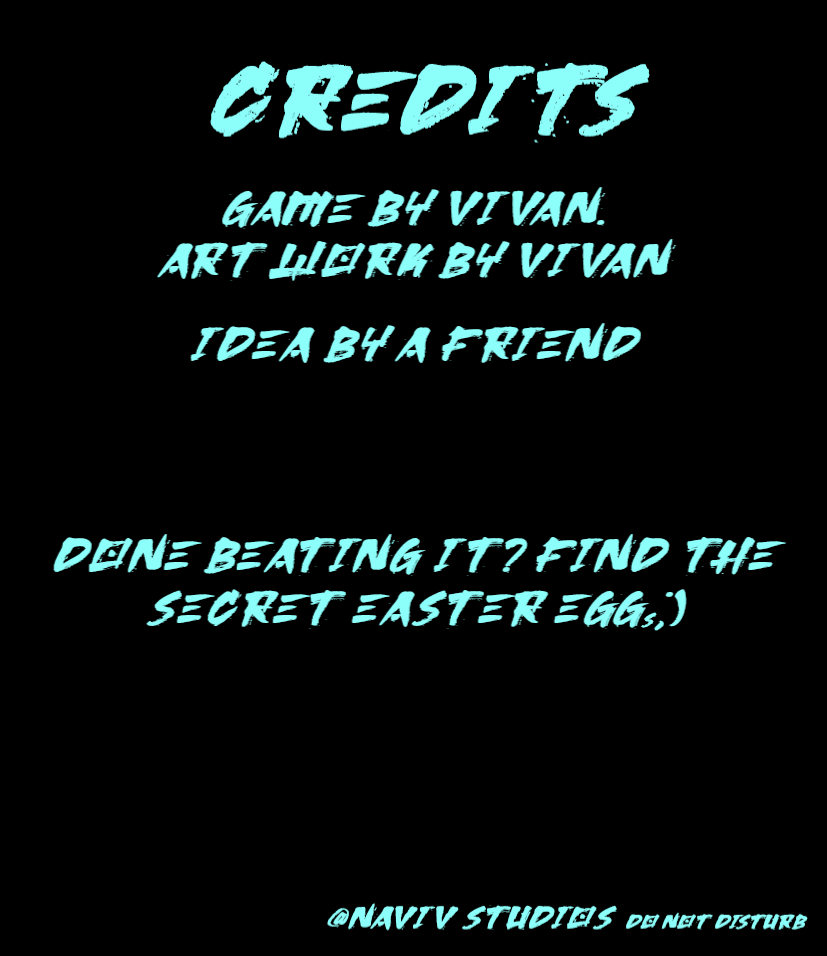 CREDITS
GAME BY VIVAN.
ART WORK BY VIVAN
IDEA BY A FRIEND
DONE BEATING IT? FIND THE
SECRET EASTER EGGs;)
@NAVIV STUDIOS DO NOT DISTURB